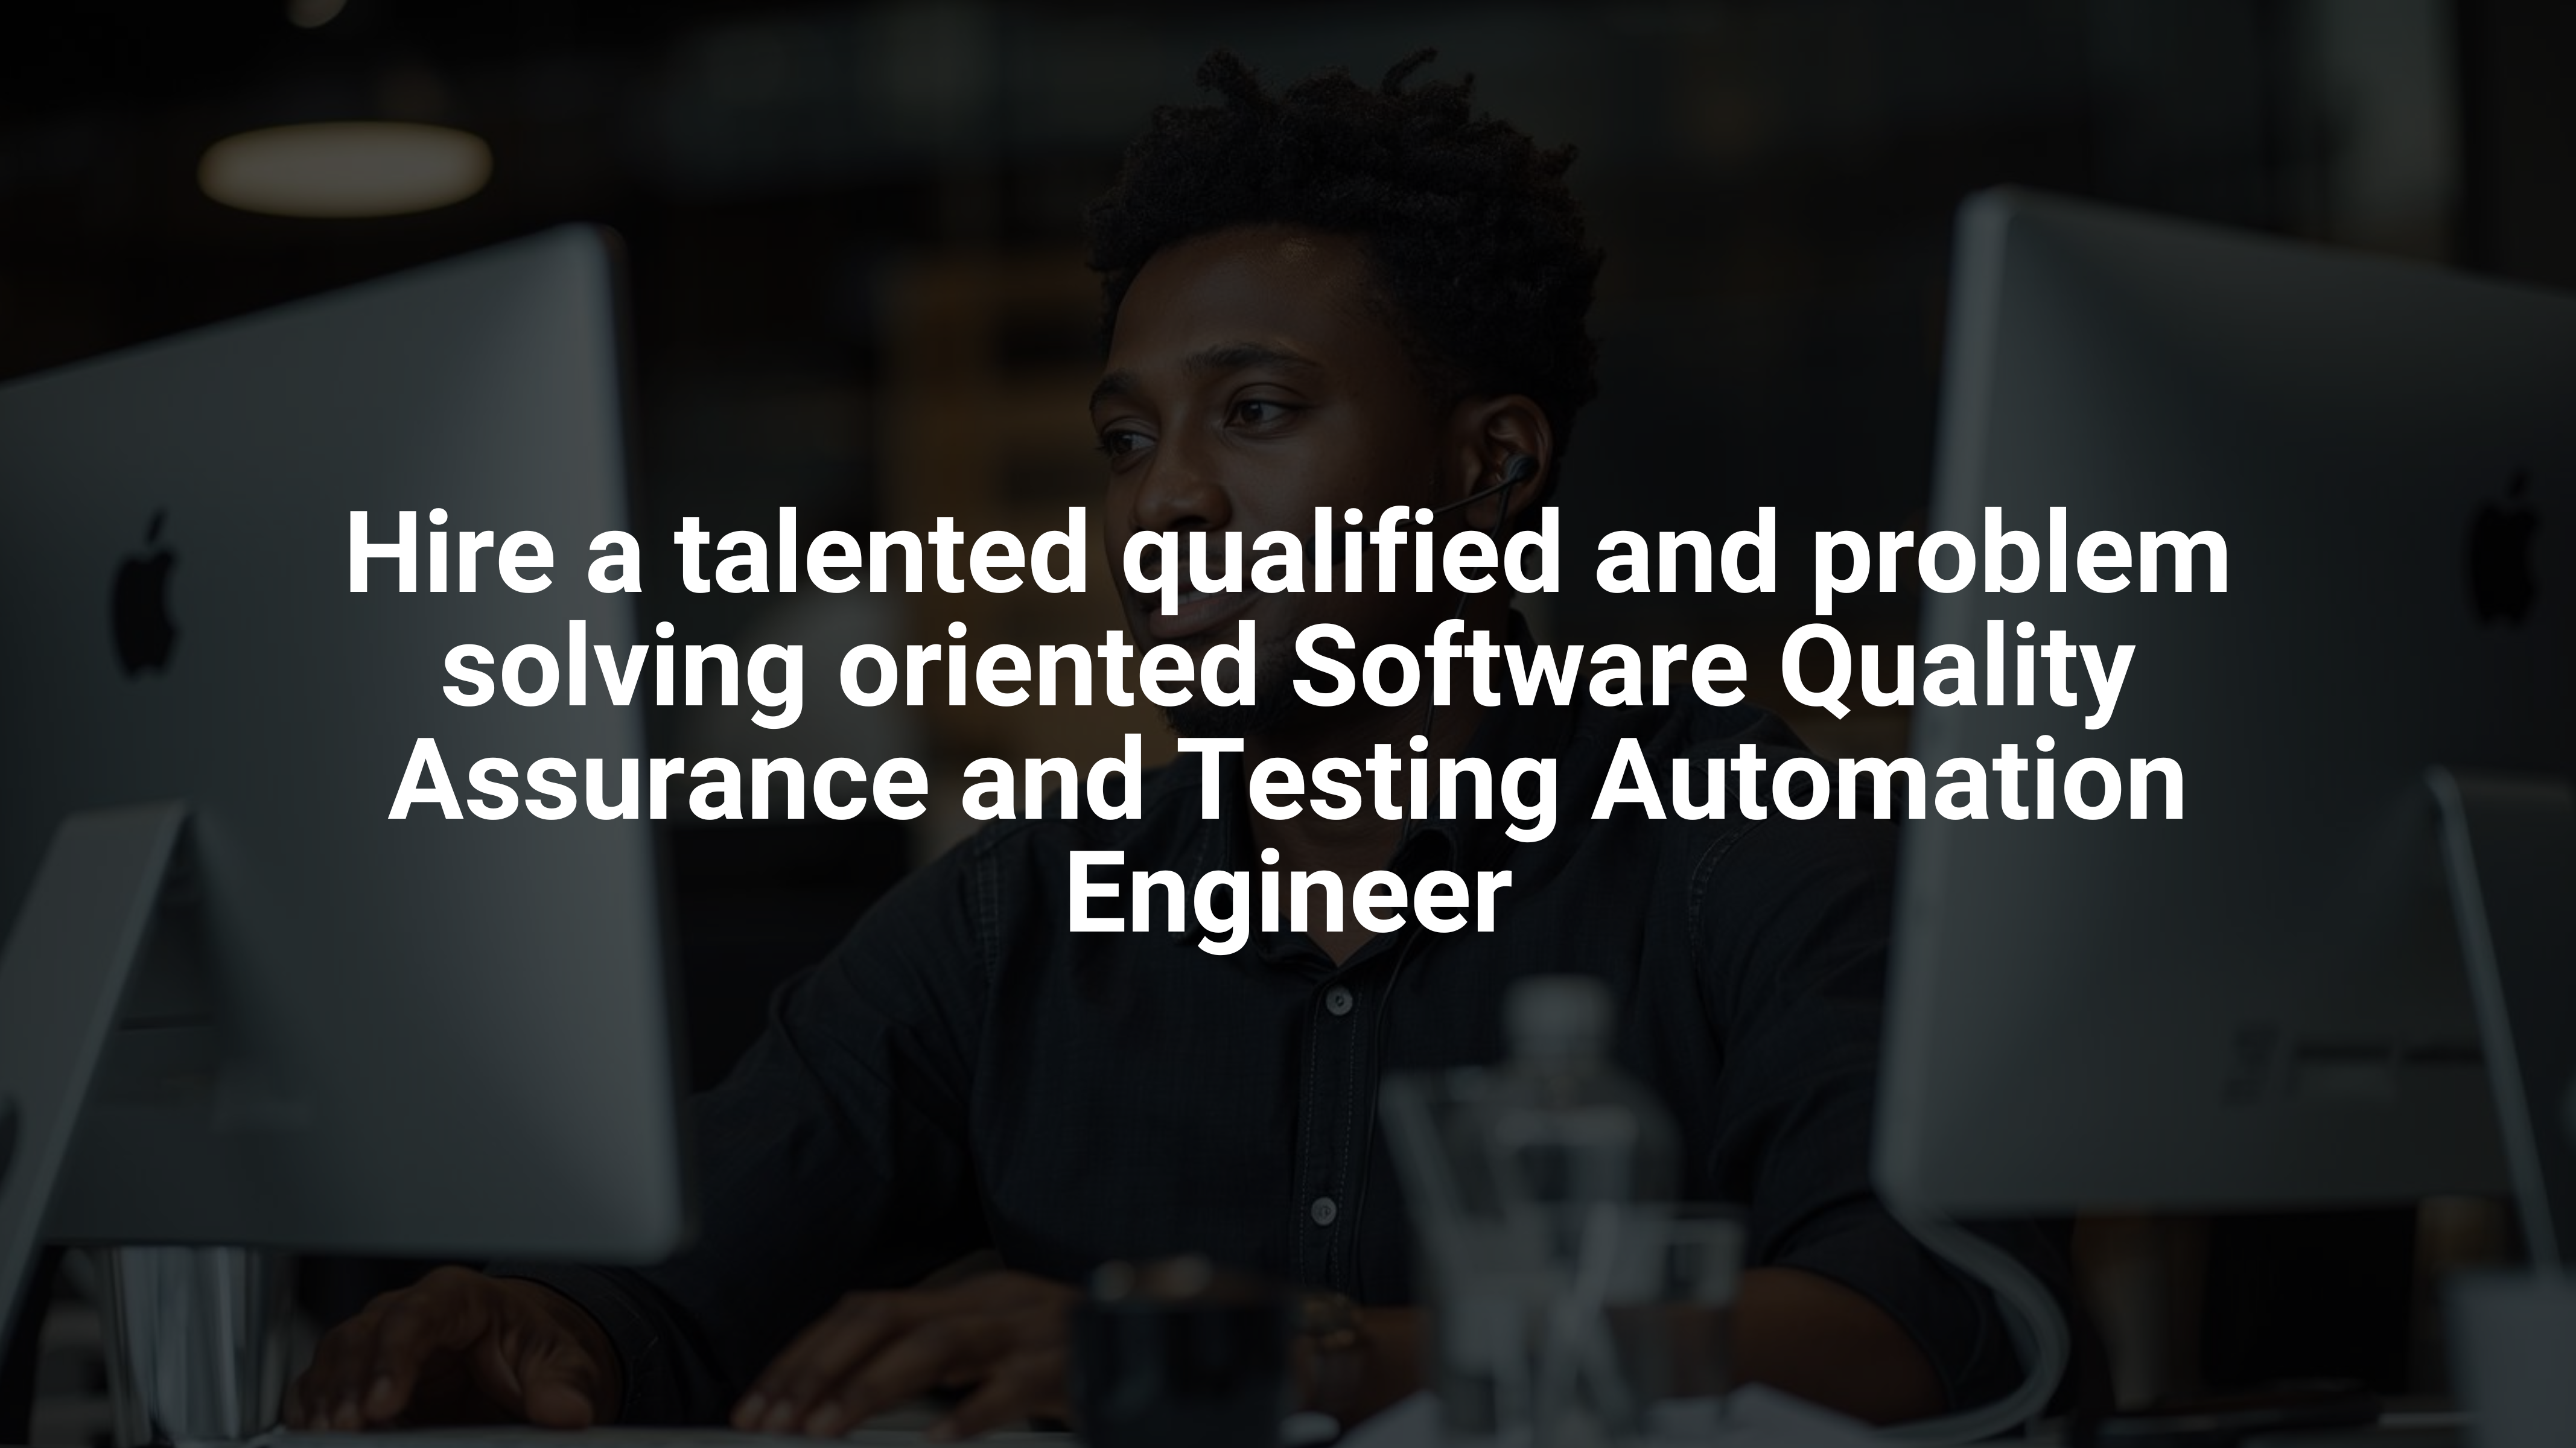 Hire a talented qualified and problem
solving oriented Software Quality
Assurance and Testing Automation
Engineer